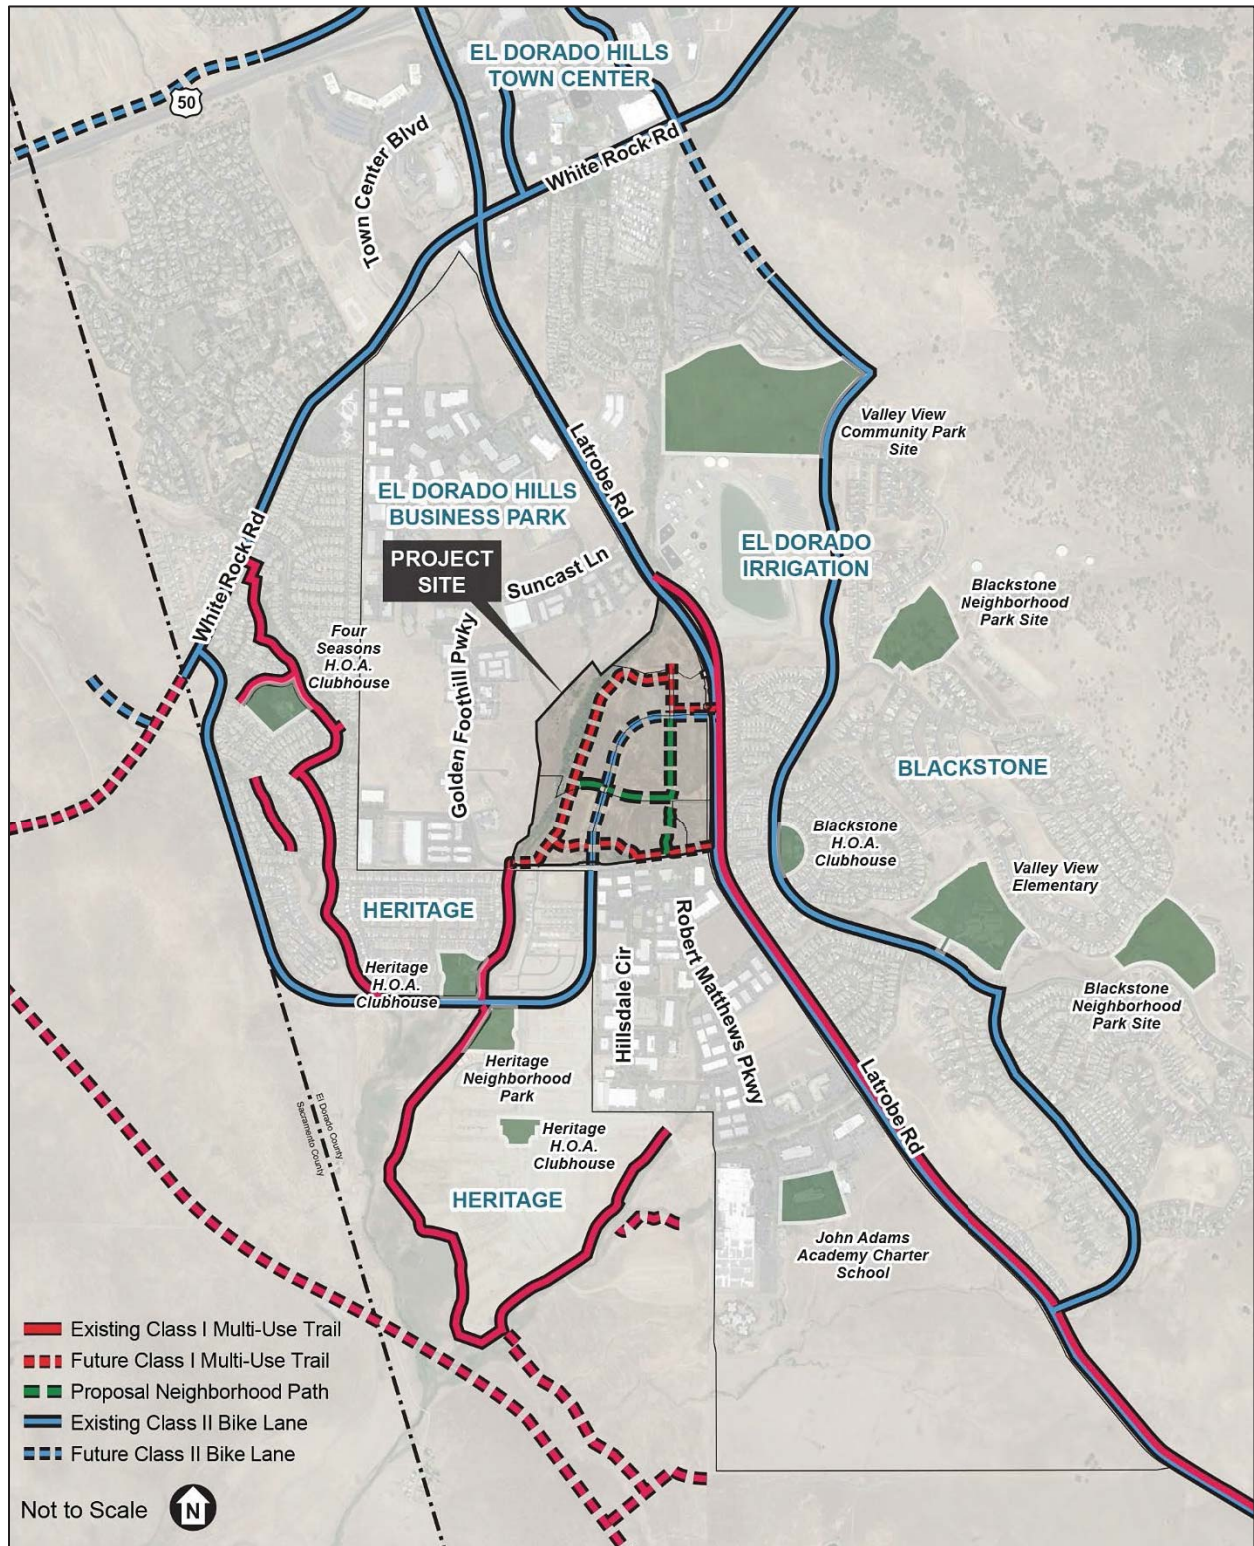 EL DORADO HILLS
TOWN CENTER
50
Town Center Blvd
White Rock Rd
Valley View
Community Park
Site
Latrobe Rd
EL DORADO HILLS
BUSINESS PARK
EL DORADO
IRRIGATION
PROJECT
SITE
Suncast Ln
White Rock Rd
Blackstone
Neighborhood
Park Site
Four
Seasons
H.O.A.
Clubhouse
Golden Foothill Pwky
BLACKSTONE
Blackstone
H.O.A.
Clubhouse
Valley View
Elementary
HERITAGE
Robert Matthews Pkwy
Hillsdale Cir
Heritage
H.O.A.
Clubhouse
Blackstone
Neighborhood
Park Site
Heritage
Neighborhood
Park
Latrobe Rd
El Dorado County
Sacramento County
Heritage
H.O.A.
Clubhouse
HERITAGE
John Adams
Academy Charter
School
Existing Class I Multi-Use Trail
Future Class I Multi-Use Trail
Proposal Neighborhood Path
Existing Class II Bike Lane
Future Class II Bike Lane
Not to Scale
N